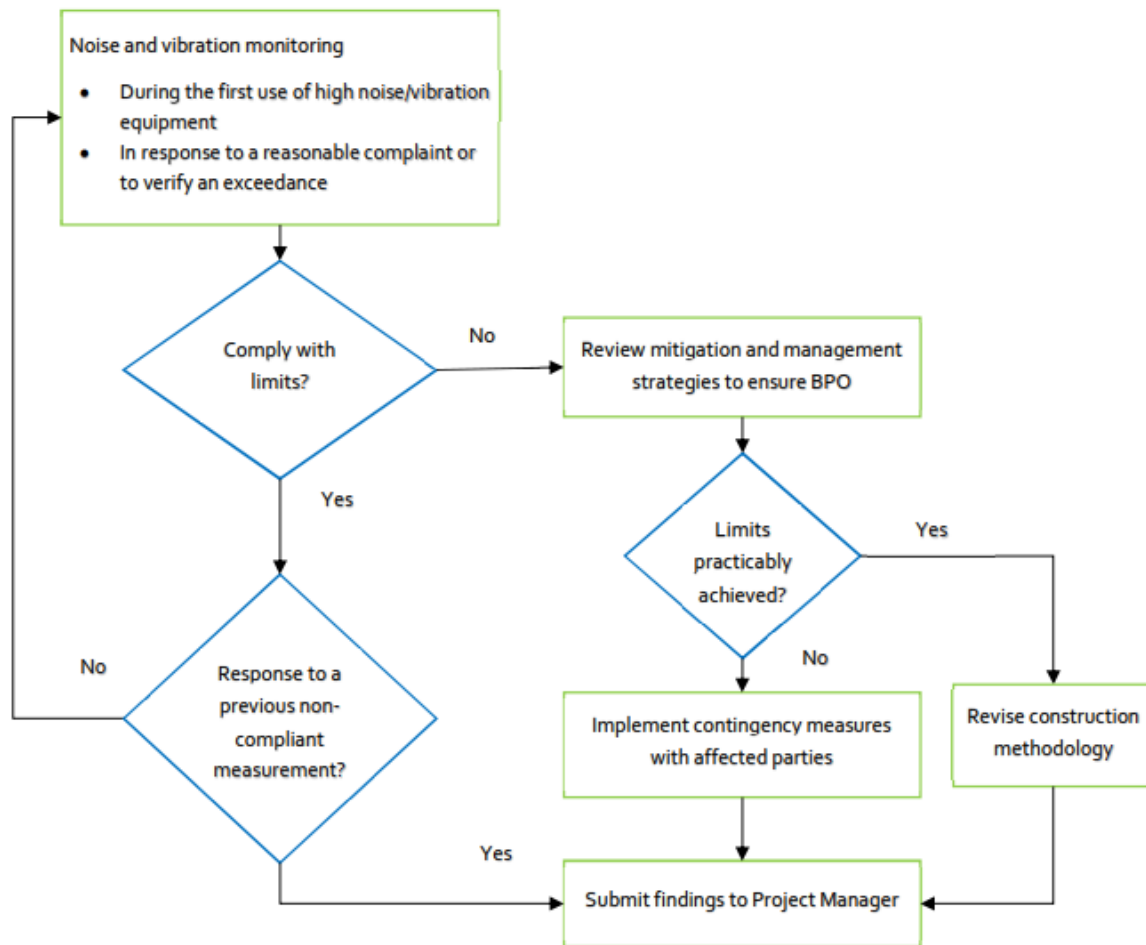 Noise and vibration monitoring
• During the first use of high noise/vibration
equipment
• In response to a reasonable complaint or
to verify an exceedance
Comply with
limits?
No
Review mitigation and management
strategies to ensure BPO
Yes
Limits
practicably
achieved?
Yes
No
Response to a
previous non-
compliant
measurement?
No
Implement contingency measures
with affected parties
Revise construction
methodology
Yes
Submit findings to Project Manager